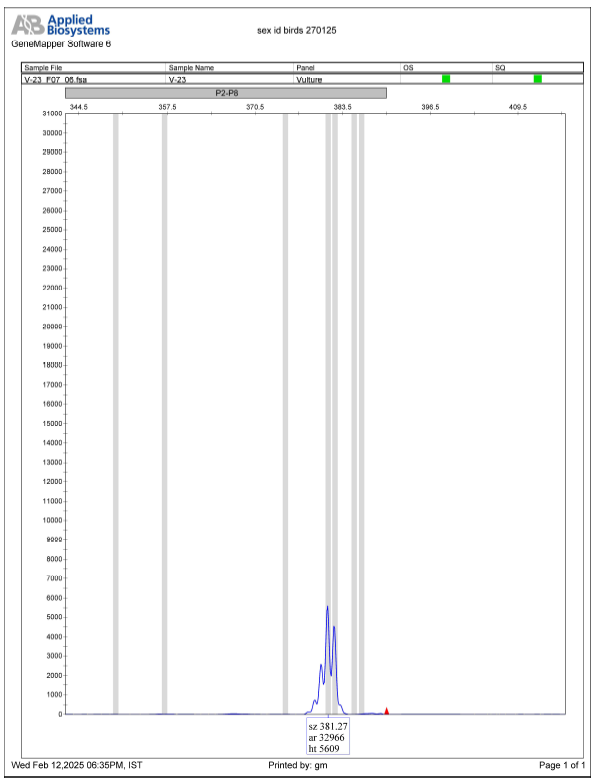 AB Applied
Biosystems
GeneMapper Software 6
sex id birds 270125
Sample File Sample Name Panel OS SQ
V-23_F07_06.fsa V-23 Vulture
P2-P8
344.5 357.5 370.5 383.5 396.5 409.5
31000
30000
29000
28000
27000
26000
25000
24000
23000
22000
21000
20000
19000
18000
17000
16000
15000
14000
13000
12000
11000
10000
9000
8000
7000
6000
5000
4000
3000
2000
1000
0
sz 381.27
ar 32966
ht 5609
Wed Feb 12,2025 06:35PM, IST Printed by: gm Page 1 of 1